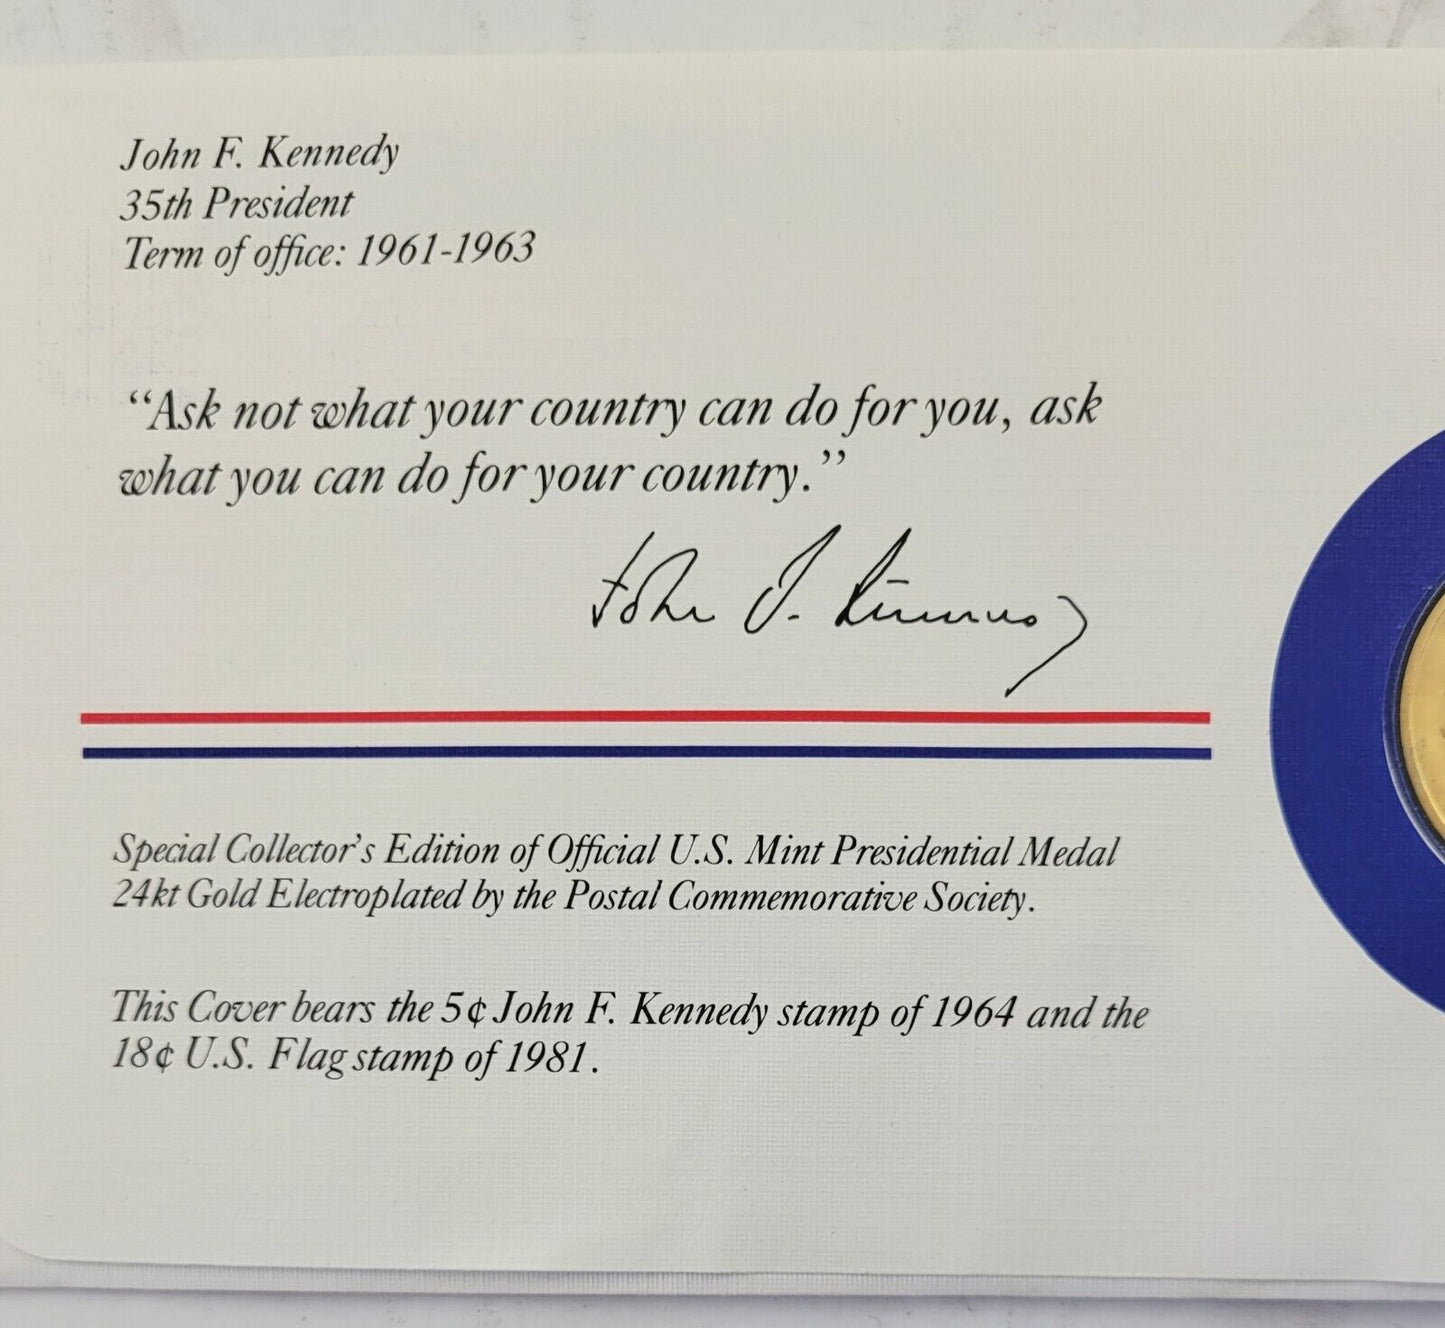 John F. Kennedy
35th President
Term of office: 1961-1963
“Ask not what your country can do for you, ask
what you can do for your country.”
John F. Kennedy
Special Collector's Edition of Official U.S. Mint Presidential Medal
24kt Gold Electroplated by the Postal Commemorative Society.
This Cover bears the 5¢ John F. Kennedy stamp of 1964 and the
18¢ U.S. Flag stamp of 1981.